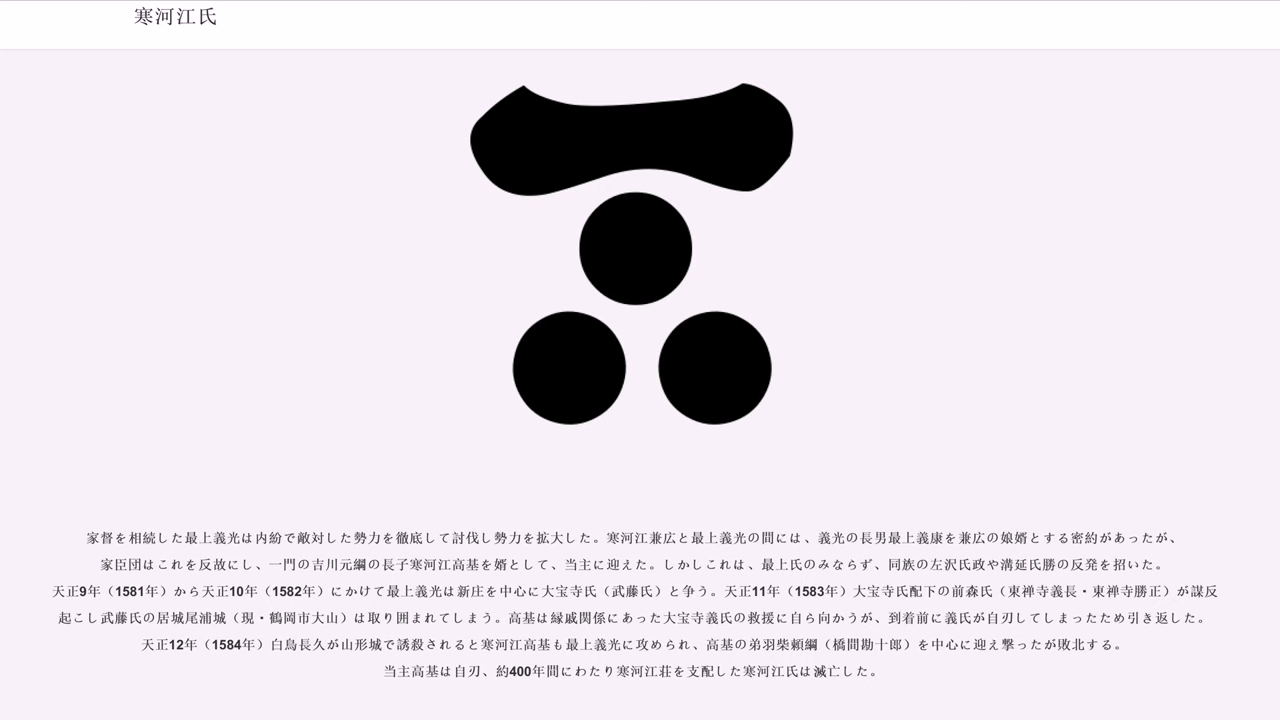 寒河江氏
家督を相続した最上義光は内紛で敵対した勢力を徹底して討伐し勢力を拡大した。寒河江兼広と最上義光の間には、義光の長男最上義康を兼広の娘婿とする密約があったが、
家臣団はこれを反故にし、一門の吉川元綱の長子寒河江高基を婿として、当主に迎えた。しかしこれは、最上氏のみならず、同族の左沢氏政や溝延氏勝の反発を招いた。
天正9年（1581年）から天正10年（1582年）にかけて最上義光は新庄を中心に大宝寺氏（武藤氏）と争う。天正11年（1583年）大宝寺氏配下の前森氏（東禅寺義長・東禅寺勝正）が謀反
起こし武藤氏の居城尾浦城（現・鶴岡市大山）は取り囲まれてしまう。高基は縁戚関係にあった大宝寺義氏の救援に自ら向かうが、到着前に義氏が自刃してしまったため引き返した。
天正12年（1584年）白鳥長久が山形城で誘殺されると寒河江高基も最上義光に攻められ、高基の弟羽柴頼綱（橋間勘十郎）を中心に迎え撃ったが敗北する。
当主高基は自刃、約400年間にわたり寒河江荘を支配した寒河江氏は滅亡した。